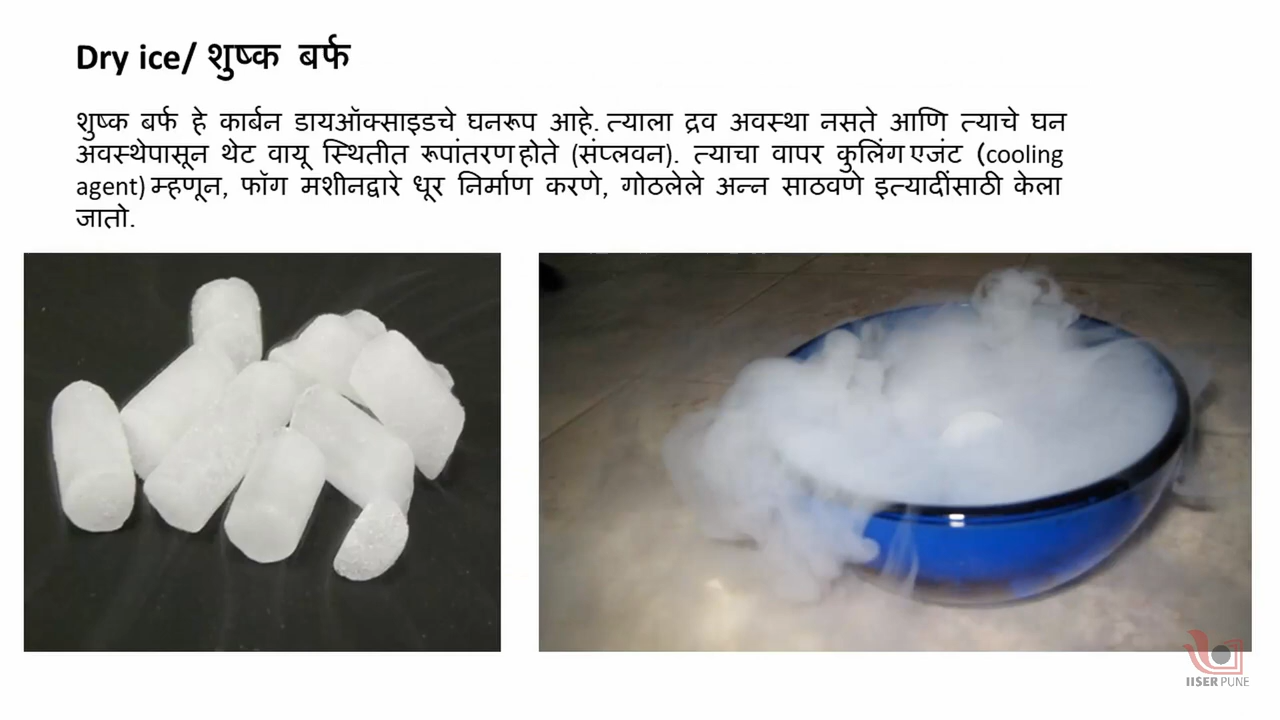 Dry ice/ शुष्क बर्फ
शुष्क बर्फ हे कार्बन डायऑक्साइडचे घनरूप आहे. त्याला द्रव अवस्था नसते आणि त्याचे घन
अवस्थेपासून थेट वायू स्थितीत रूपांतरण होते (संप्लवन). त्याचा वापर कुलिंग एजंट (cooling
agent) म्हणून, फॉग मशीनद्वारे धूर निर्माण करणे, गोठलेले अन्न साठवणे इत्यादींसाठी केला
जातो.
IISER PUNE